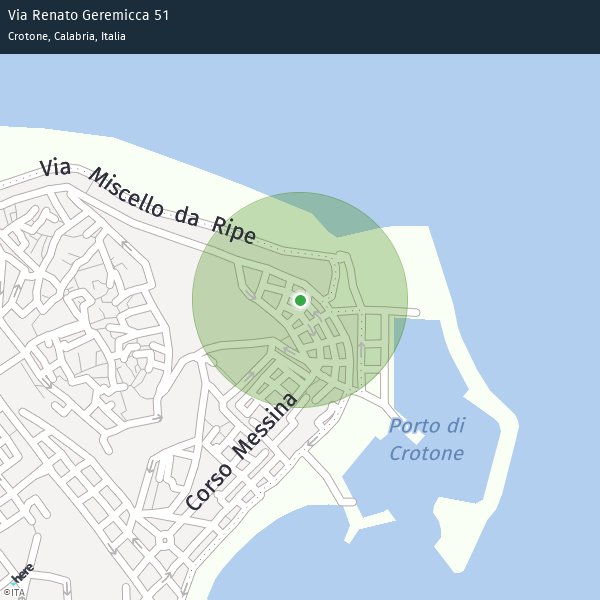 Via Renato Geremicca 51
Crotone, Calabria, Italia
Via Miscello da Ripe
Corso Messina
Porto di
Crotone
here
©ITA